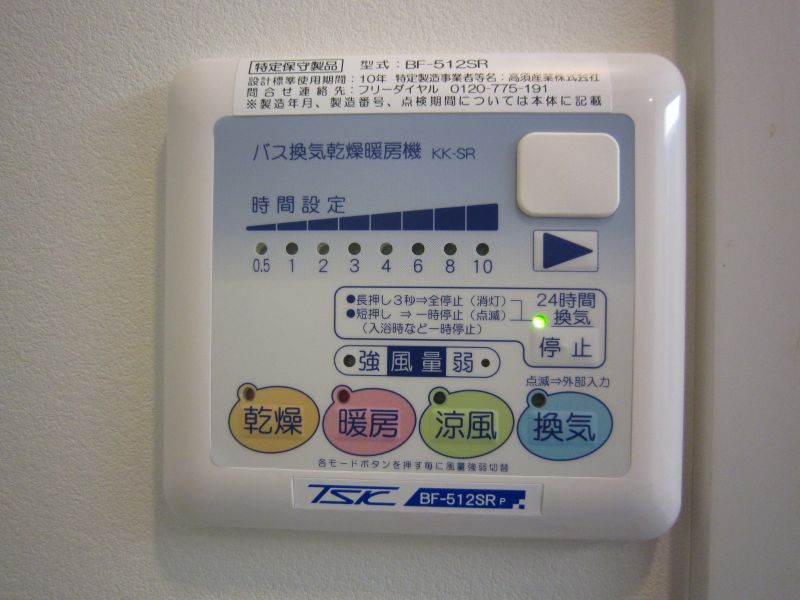 特定保守製品 型式：BF-512SR
設計標準使用期間：10年 特定製造事業者等名：高須産業株式会社
問合せ連絡先：フリーダイヤル 0120-775-191
※製造年月、製造番号、点検期間については本体に記載
バス換気乾燥暖房機 KK-SR
時間設定
0.5 1 2 3 4 6 8 10
●長押し3秒⇒全停止（消灯）
●短押し ⇒一時停止（点滅）
（入浴時など一時停止）
24時間
換気
停止
強 風量 弱
点滅⇒外部入力
乾燥 暖房 涼風 換気
各モードボタンを押す毎に風量強弱切替
TSK BF-512SR P